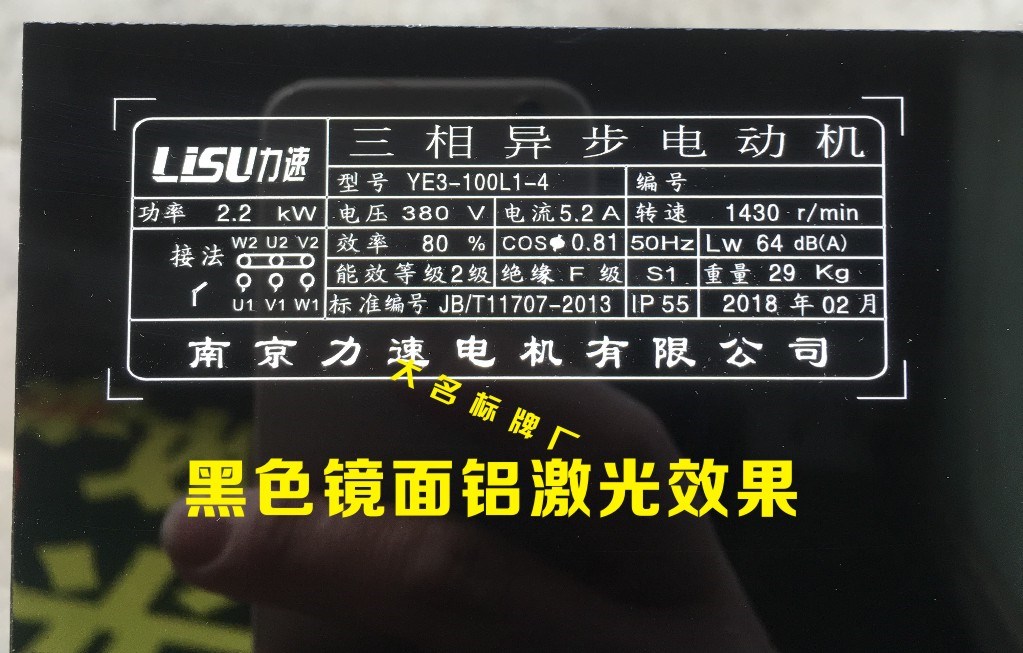 LiSU力速
三相异步电动机
型号 YE3-100L1-4 编号
功率 2.2 kW 电压 380 V 电流 5.2 A 转速 1430 r/min
接法 W2 U2 V2 效率 80 % COSφ 0.81 50Hz Lw 64 dB(A)
能效等级2级 绝缘 F 级 S1 重量 29 Kg
U1 V1 W1 标准编号 JB/T11707-2013 IP 55 2018 年 02 月
南京力速电机有限公司
大名标牌厂
黑色镜面铝激光效果